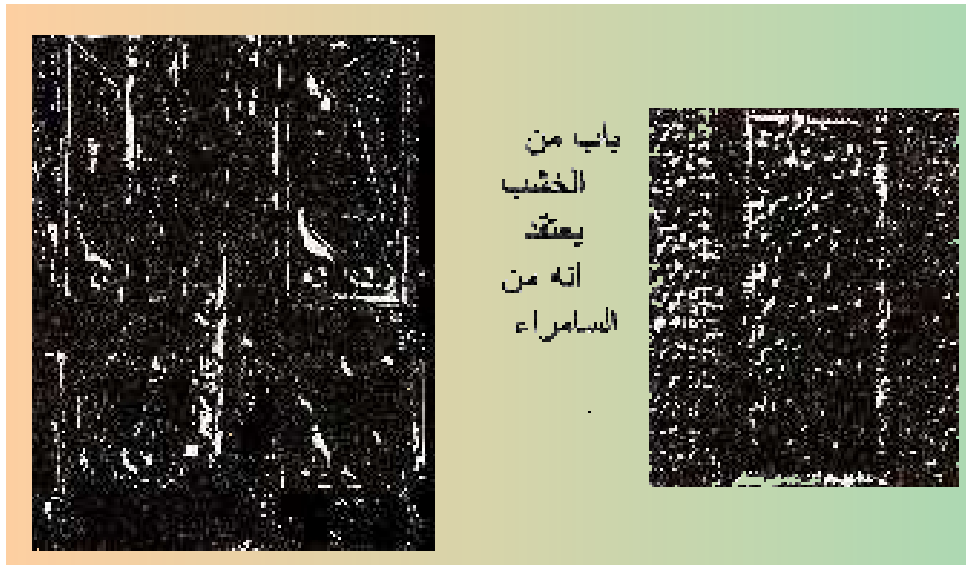 باب من
الخشب
يعتقد
انه من
السامراء